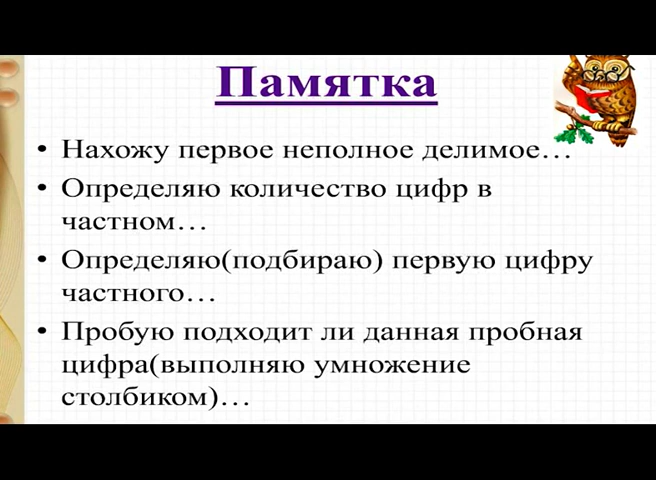 Памятка
• Нахожу первое неполное делимое…
• Определяю количество цифр в
частном…
• Определяю(подбираю) первую цифру
частного…
• Пробую подходит ли данная пробная
цифра(выполняю умножение
столбиком)…